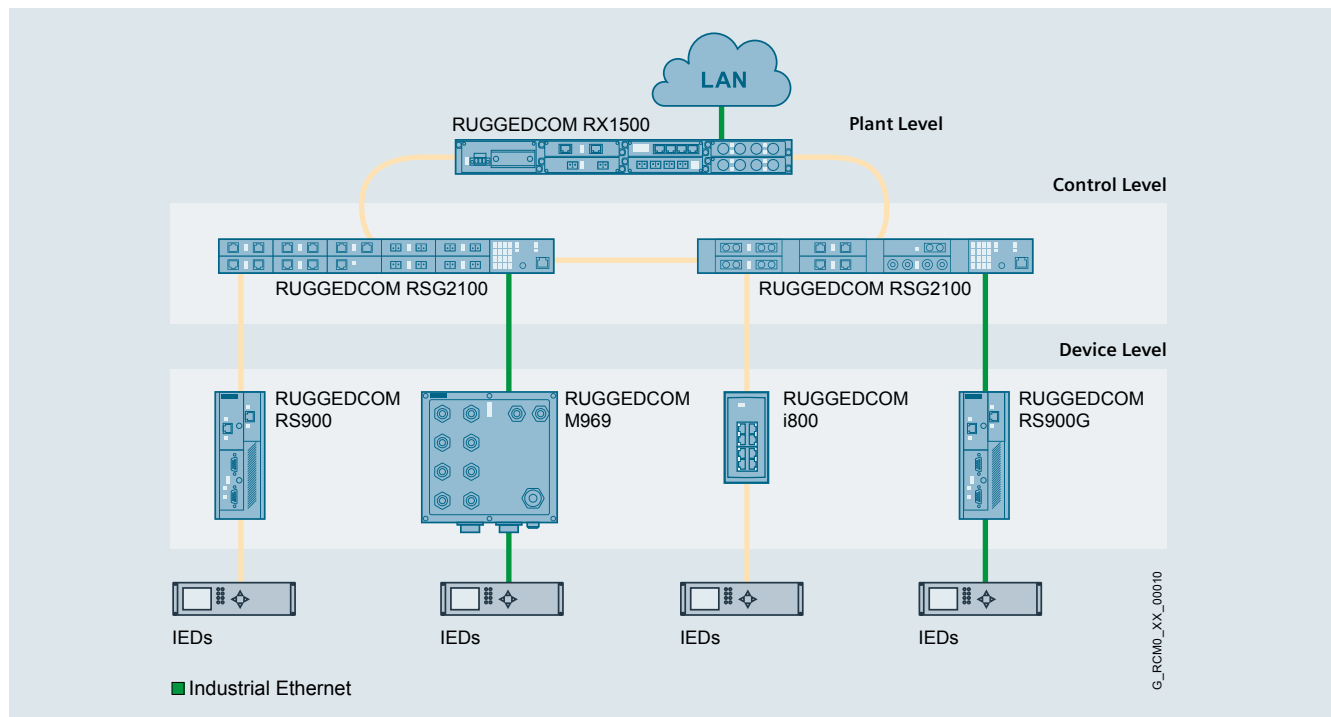 LAN
RUGGEDCOM RX1500
Plant Level
Control Level
RUGGEDCOM RSG2100
RUGGEDCOM RSG2100
Device Level
RUGGEDCOM
RS900
RUGGEDCOM
M969
RUGGEDCOM
i800
RUGGEDCOM
RS900G
IEDs
IEDs
IEDs
IEDs
Industrial Ethernet
G_RCM0_XX_00010